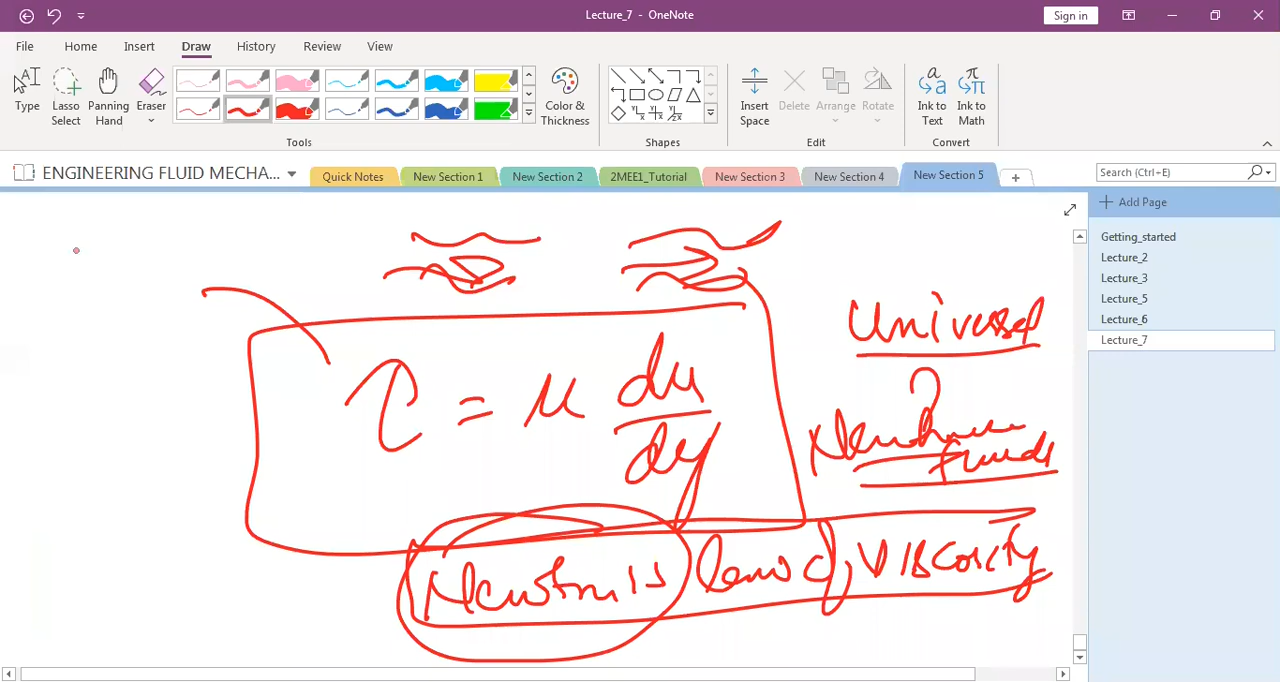 Lecture_7 - OneNote
Sign in
File Home Insert Draw History Review View
Type
Lasso Select
Panning Hand
Eraser
Color & Thickness
Insert Space
Delete
Arrange
Rotate
Ink to Text
Ink to Math
Tools
Shapes
Edit
Convert
ENGINEERING FLUID MECHA...
Quick Notes
New Section 1
New Section 2
2MEE1_Tutorial
New Section 3
New Section 4
New Section 5
Search (Ctrl+E)
Add Page
Getting_started
Lecture_2
Lecture_3
Lecture_5
Lecture_6
Lecture_7
Universal
?
τ = μ du/dy
Fluids
Newton's law of Viscosity